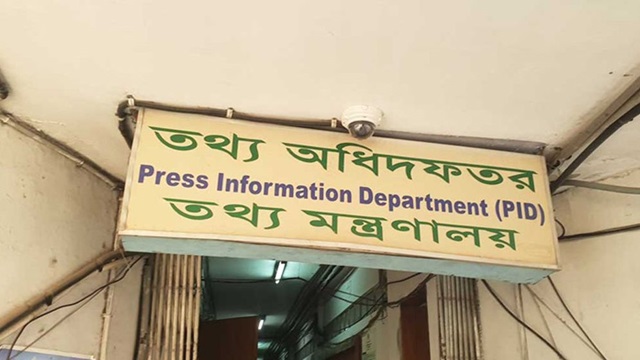 তথ্য অধিদফতর
Press Information Department (PID)
তথ্য মন্ত্রণালয়